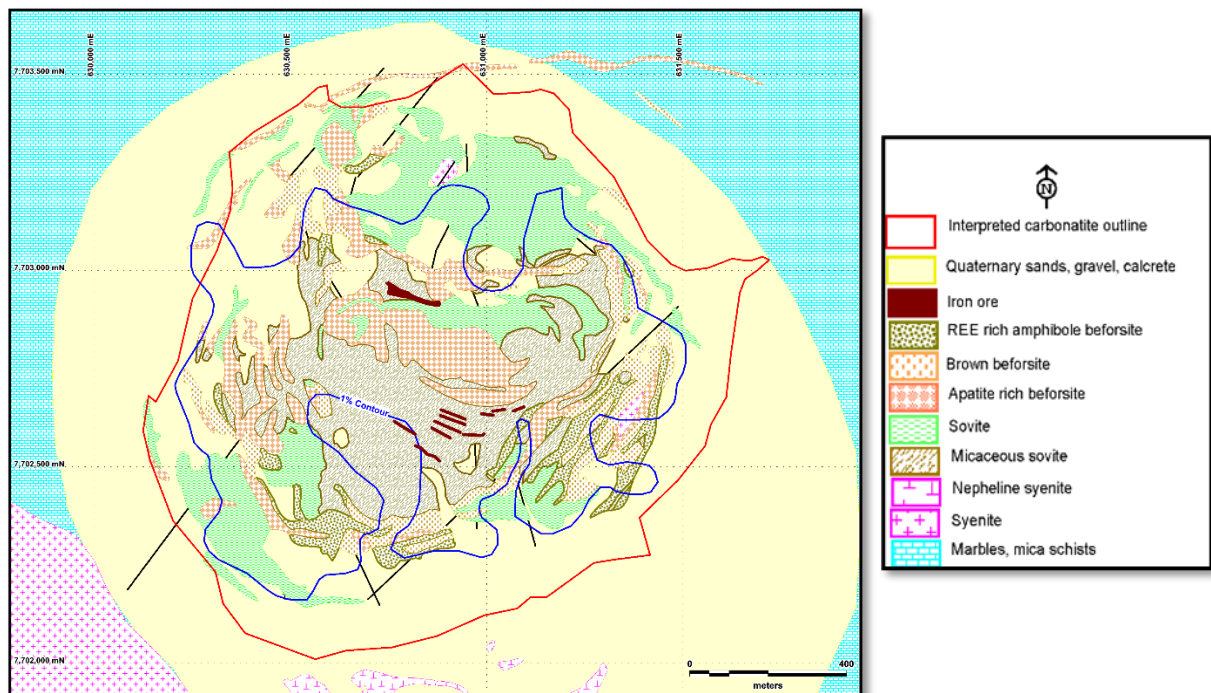 630,000 mE
630,500 mE
631,000 mE
631,500 mE
7,703,500 mN
7,703,000 mN
1% Contour
7,702,500 mN
7,702,000 mN
0
400
meters
N
Interpreted carbonatite outline
Quaternary sands, gravel, calcrete
Iron ore
REE rich amphibole beforsite
Brown beforsite
Apatite rich beforsite
Sovite
Micaceous sovite
Nepheline syenite
Syenite
Marbles, mica schists